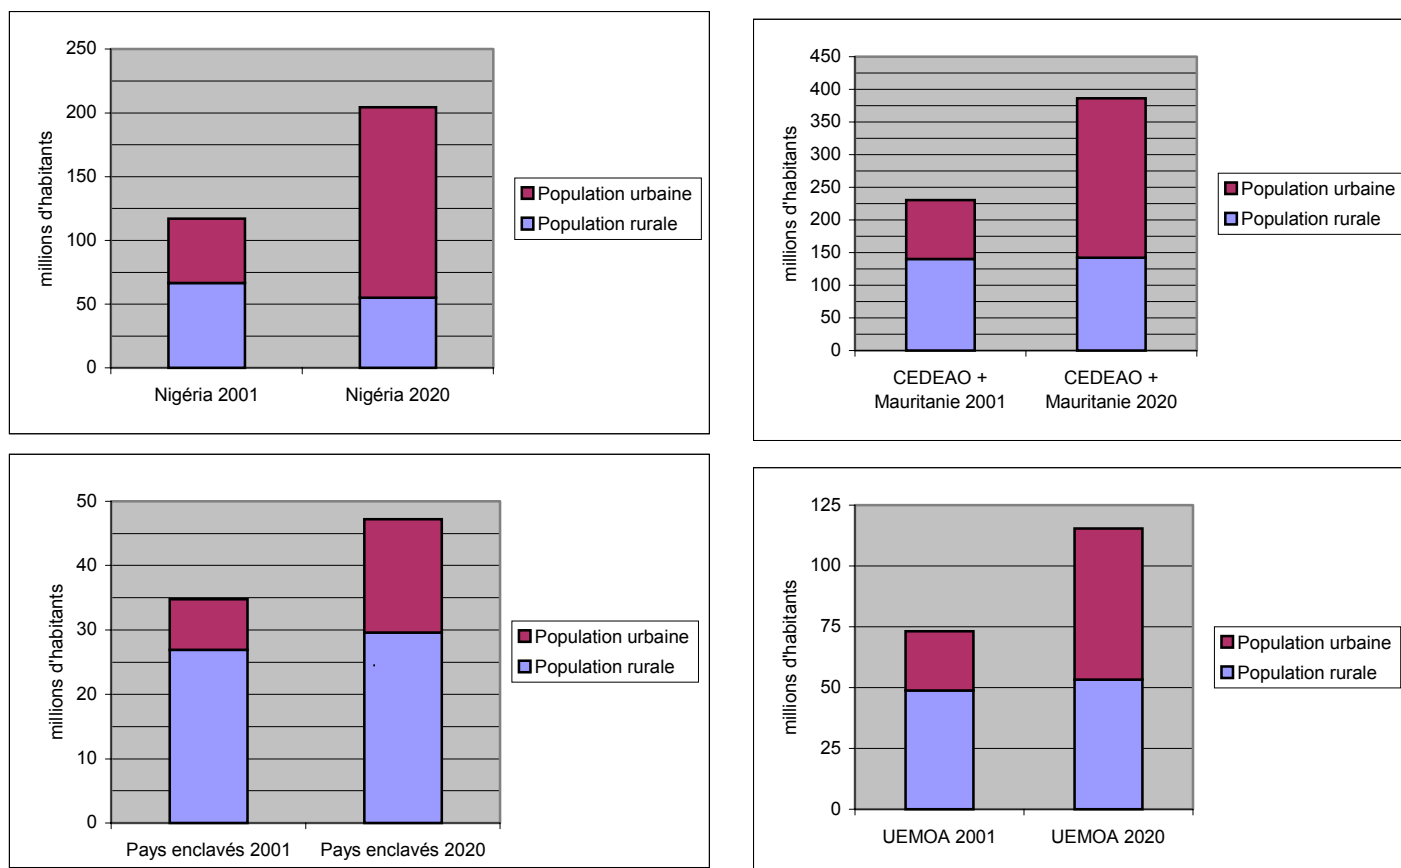 250
200
150
100
50
0
millions d'habitants
Nigéria 2001
Nigéria 2020
Population urbaine
Population rurale
450
400
350
300
250
200
150
100
50
0
millions d'habitants
CEDEAO +
Mauritanie 2001
CEDEAO +
Mauritanie 2020
Population urbaine
Population rurale
50
40
30
20
10
0
millions d'habitants
Pays enclavés 2001
Pays enclavés 2020
Population urbaine
Population rurale
125
100
75
50
25
0
millions d'habitants
UEMOA 2001
UEMOA 2020
Population urbaine
Population rurale